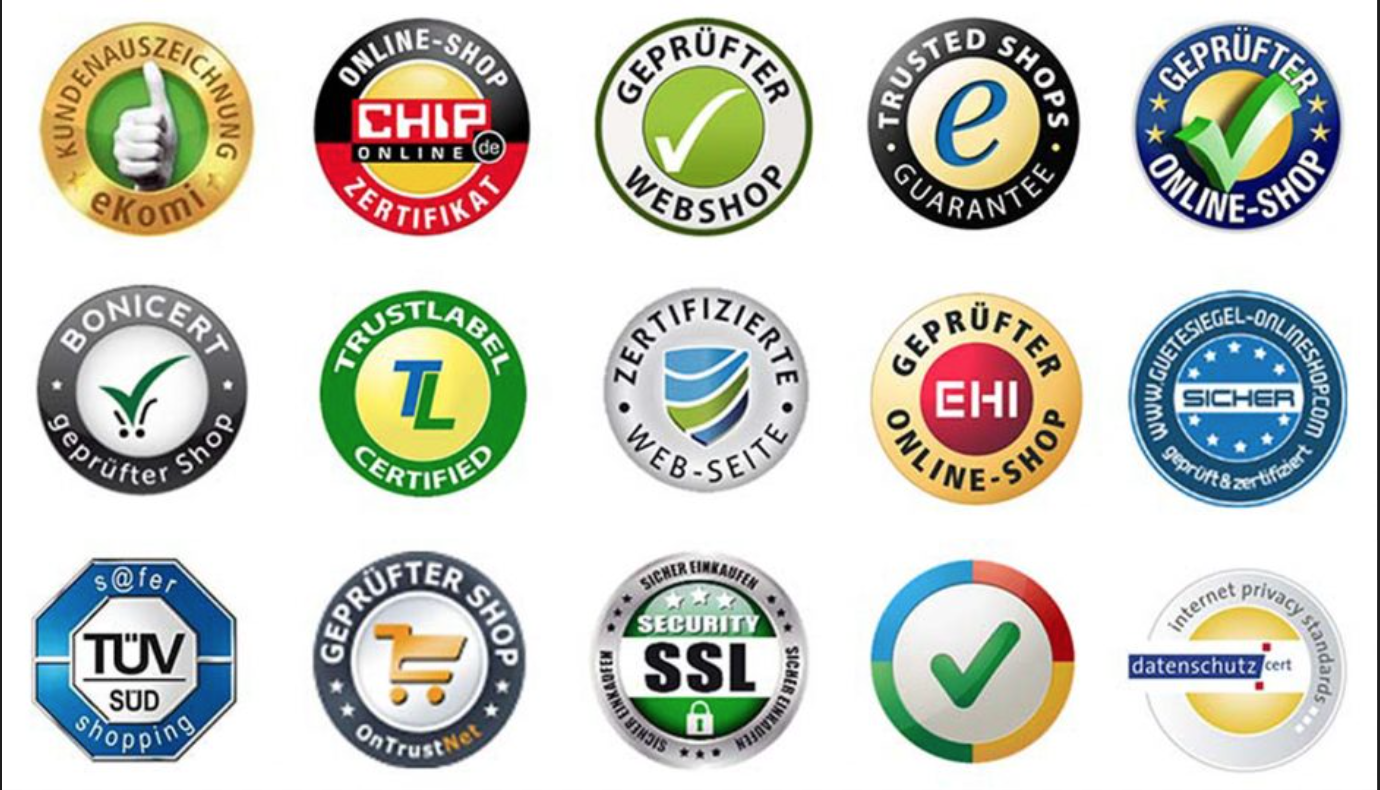 KUNDENAUSZEICHNUNG
eKomi
ONLINE-SHOP
CHIP
ONLINE de
ZERTIFIKAT
GEPRÜFTER
WEBSHOP
TRUSTED SHOPS
e
GUARANTEE
GEPRÜFTER
ONLINE-SHOP
BONICERT
geprüfter Shop
TRUSTLABEL
TL
CERTIFIED
ZERTIFIZIERTE
WEB-SEITE
GEPRÜFTER
EHI
ONLINE-SHOP
WWW.GUETESIEGEL-ONLINESHOP.COM
SICHER
geprüft & zertifiziert
s@fer
TÜV
SÜD
shopping
GEPRÜFTER SHOP
OnTrustNet
SICHER EINKAUFEN
SECURITY
SSL
SICHER EINKAUFEN
SICHER EINKAUFEN
internet privacy standards
datenschutz cert